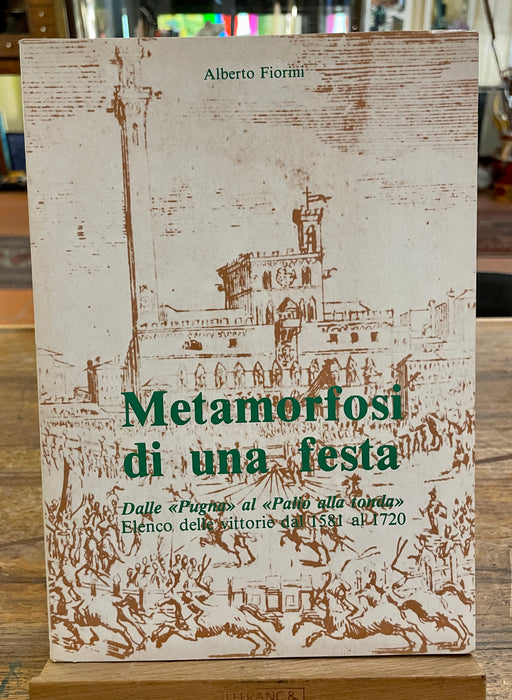 Alberto Fiorini
Metamorfosi
di una festa
Dalle «Pugna» al «Palio alla tonda»
Elenco delle vittorie dal 1581 al 1720
LEFRANC &